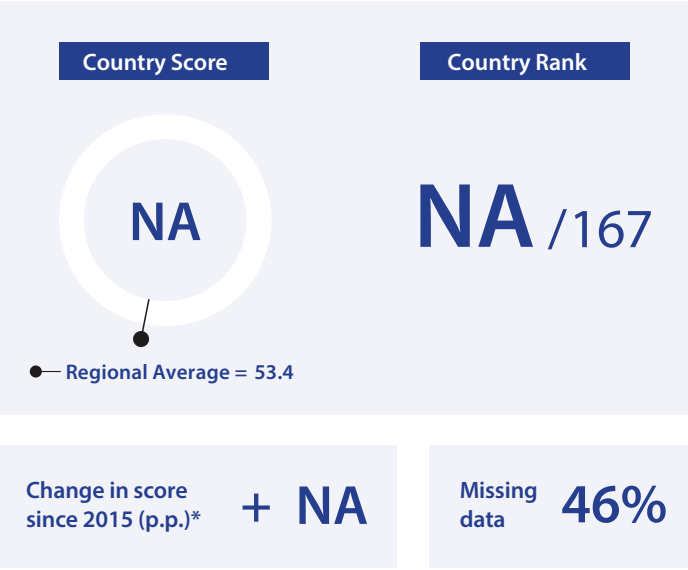 Country Score
Country Rank
NA
NA /167
Regional Average = 53.4
Change in score
since 2015 (p.p.)*
+ NA
Missing
data
46%